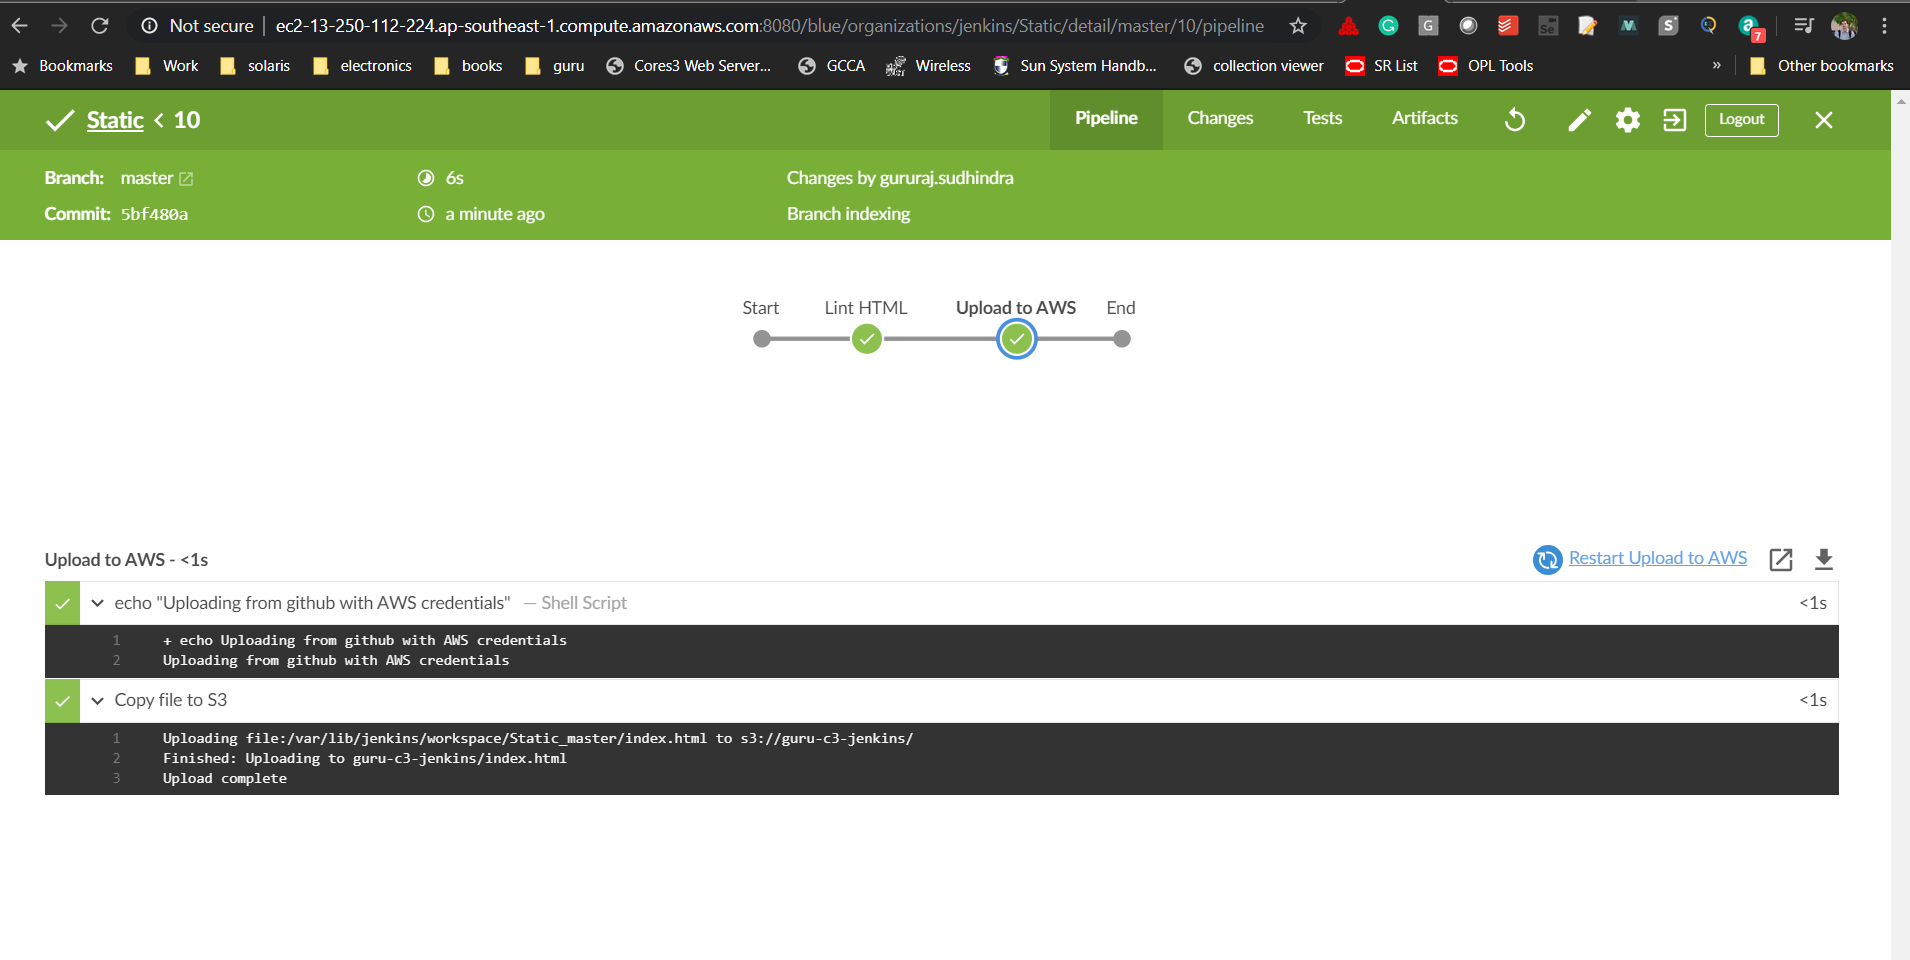 Not secure ec2-13-250-112-224.ap-southeast-1.compute.amazonaws.com:8080/blue/organizations/jenkins/Static/detail/master/10/pipeline
G Se M S a 7
Bookmarks Work solaris electronics books guru Cores3 Web Server... GCCA Wireless Sun System Handb... collection viewer SR List OPL Tools » Other bookmarks
Static < 10 Pipeline Changes Tests Artifacts Logout
Branch: master 6s Changes by gururaj.sudhindra
Commit: 5bf480a a minute ago Branch indexing
Start Lint HTML Upload to AWS End
Upload to AWS - <1s Restart Upload to AWS
echo "Uploading from github with AWS credentials" — Shell Script <1s
1 + echo Uploading from github with AWS credentials
2 Uploading from github with AWS credentials
Copy file to S3 <1s
1 Uploading file:/var/lib/jenkins/workspace/Static_master/index.html to s3://guru-c3-jenkins/
2 Finished: Uploading to guru-c3-jenkins/index.html
3 Upload complete